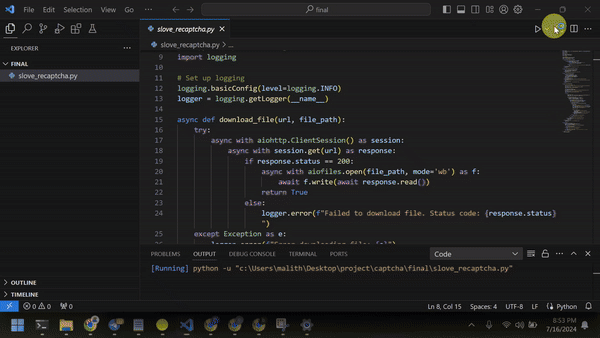 File Edit Selection View Go ··· final
EXPLORER ···
slove_recaptcha.py
FINAL
slove_recaptcha.py
slove_recaptcha.py > ...
9 import logging
10
11 # Set up logging
12 logging.basicConfig(level=logging.INFO)
13 logger = logging.getLogger(__name__)
14
15 async def download_file(url, file_path):
16 try:
17 async with aiohttp.ClientSession() as session:
18 async with session.get(url) as response:
19 if response.status == 200:
20 async with aiofiles.open(file_path, mode='wb') as f:
21 await f.write(await response.read())
22 return True
23 else:
24 logger.error(f"Failed to download file. Status code: {response.status}
")
25 except Exception as e:
PROBLEMS OUTPUT DEBUG CONSOLE TERMINAL PORTS Code
[Running] python -u "c:\Users\malith\Desktop\project\captcha\final\slove_recaptcha.py"
OUTLINE
TIMELINE
0 0 0 Ln 8, Col 15 Spaces: 4 UTF-8 LF Python
8:53 PM
7/16/2024